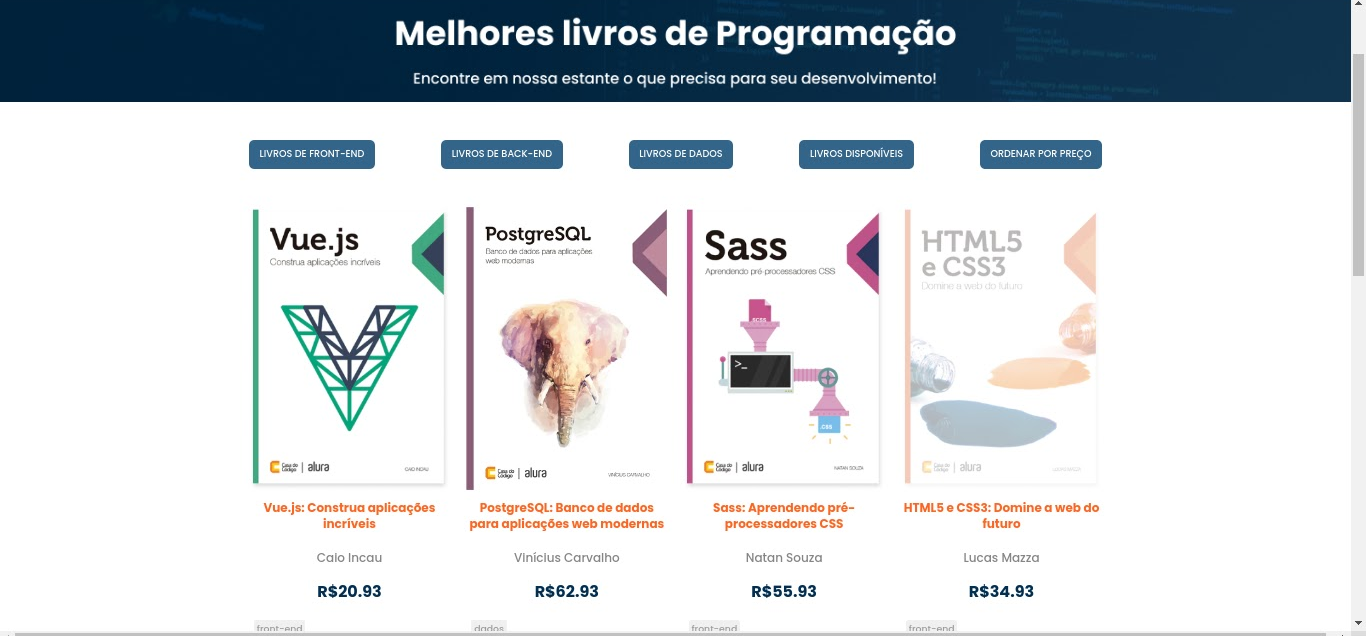 Melhores livros de Programação
Encontre em nossa estante o que precisa para seu desenvolvimento!
LIVROS DE FRONT-END
LIVROS DE BACK-END
LIVROS DE DADOS
LIVROS DISPONÍVEIS
ORDENAR POR PREÇO
Vue.js
Construa aplicações incríveis
Casa do
Código
alura
CAIO INCAU
PostgreSQL
Banco de dados para aplicações
web modernas
Casa do
Código
alura
VINÍCIUS CARVALHO
Sass
Aprendendo pré-processadores CSS
.SCSS
>_
.CSS
Casa do
Código
alura
NATAN SOUZA
HTML5
e CSS3
Domine a web do futuro
Casa do
Código
alura
LUCAS MAZZA
Vue.js: Construa aplicações
incríveis
Caio Incau
R$20.93
front-end
PostgreSQL: Banco de dados
para aplicações web modernas
Vinícius Carvalho
R$62.93
dados
Sass: Aprendendo pré-
processadores CSS
Natan Souza
R$55.93
front-end
HTML5 e CSS3: Domine a web do
futuro
Lucas Mazza
R$34.93
front-end